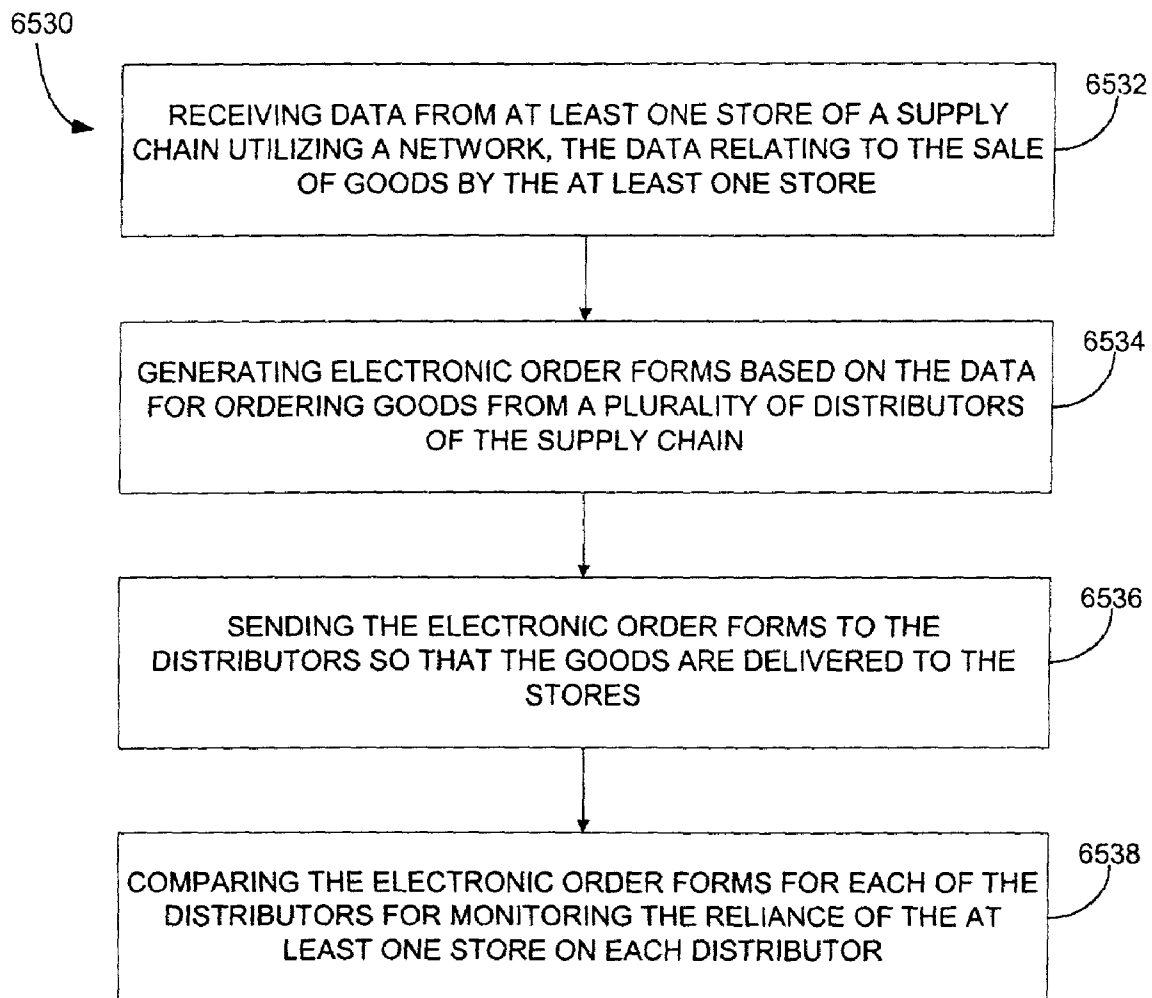 6530
6532
RECEIVING DATA FROM AT LEAST ONE STORE OF A SUPPLY
CHAIN UTILIZING A NETWORK, THE DATA RELATING TO THE SALE
OF GOODS BY THE AT LEAST ONE STORE
6534
GENERATING ELECTRONIC ORDER FORMS BASED ON THE DATA
FOR ORDERING GOODS FROM A PLURALITY OF DISTRIBUTORS
OF THE SUPPLY CHAIN
6536
SENDING THE ELECTRONIC ORDER FORMS TO THE
DISTRIBUTORS SO THAT THE GOODS ARE DELIVERED TO THE
STORES
6538
COMPARING THE ELECTRONIC ORDER FORMS FOR EACH OF THE
DISTRIBUTORS FOR MONITORING THE RELIANCE OF THE AT
LEAST ONE STORE ON EACH DISTRIBUTOR